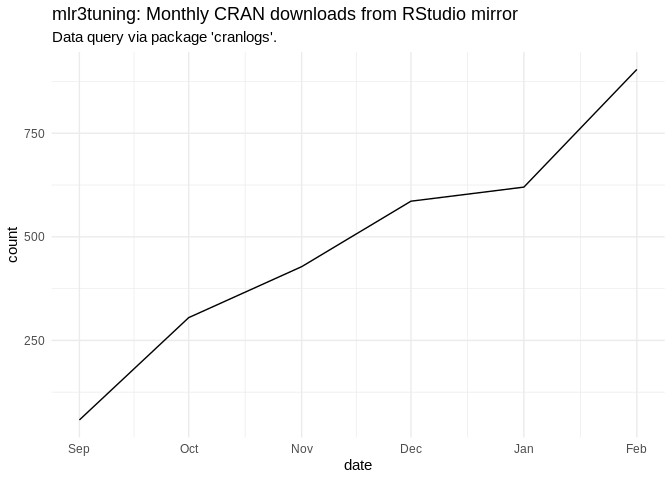 mlr3tuning: Monthly CRAN downloads from RStudio mirror
Data query via package 'cranlogs'.
750
500
250
count
Sep Oct Nov Dec Jan Feb
date